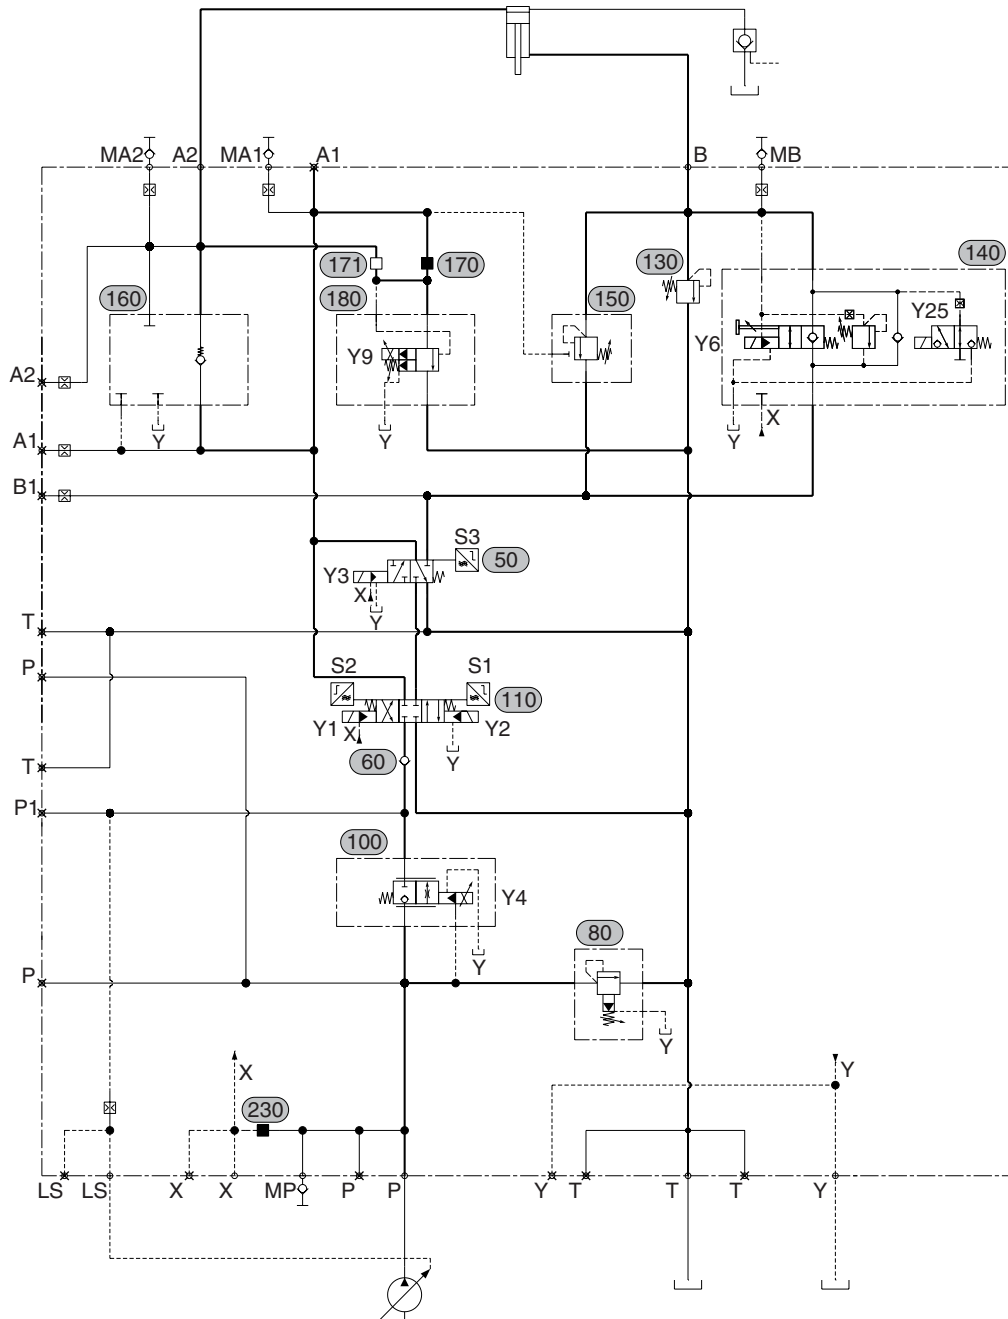 MA2 A2 MA1 A1 B MB
171 170 130 140
160 180 150
Y25
Y6
Y9
A2
Y Y Y X
A1
B1
S3
50
Y3
X
Y
T
P
S2 S1
110
Y1 Y2
X
Y
60
T
P1
100
Y4
80
Y
P
Y
X Y
230
LS LS X X MP P P Y T T T Y